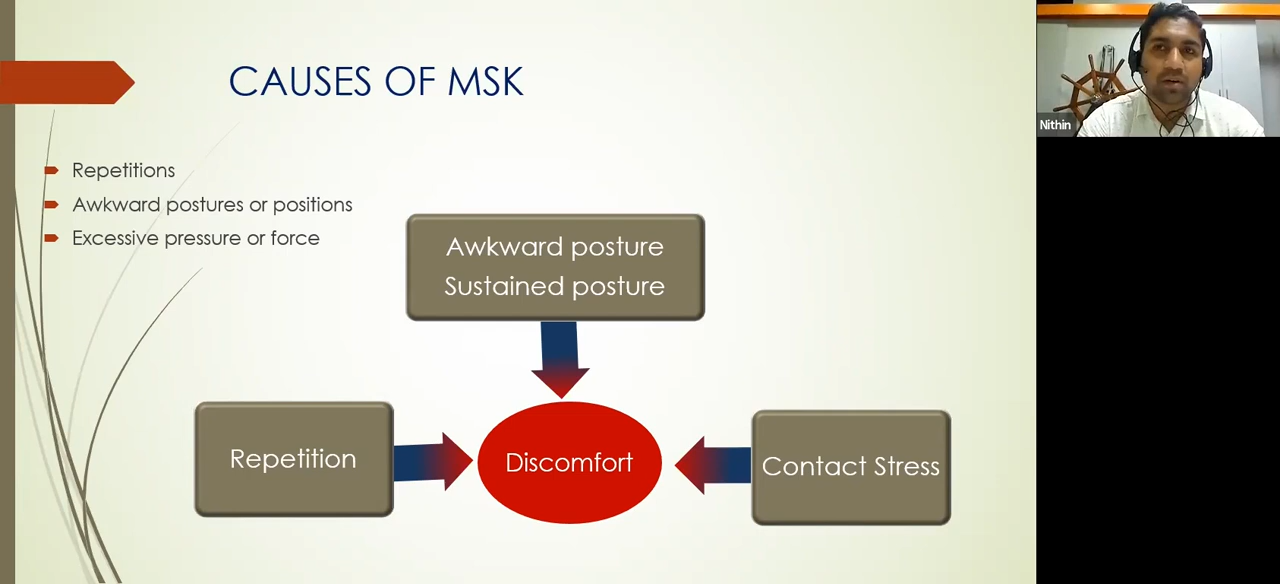 CAUSES OF MSK
Repetitions
Awkward postures or positions
Excessive pressure or force
Awkward posture
Sustained posture
Repetition
Discomfort
Contact Stress
Nithin